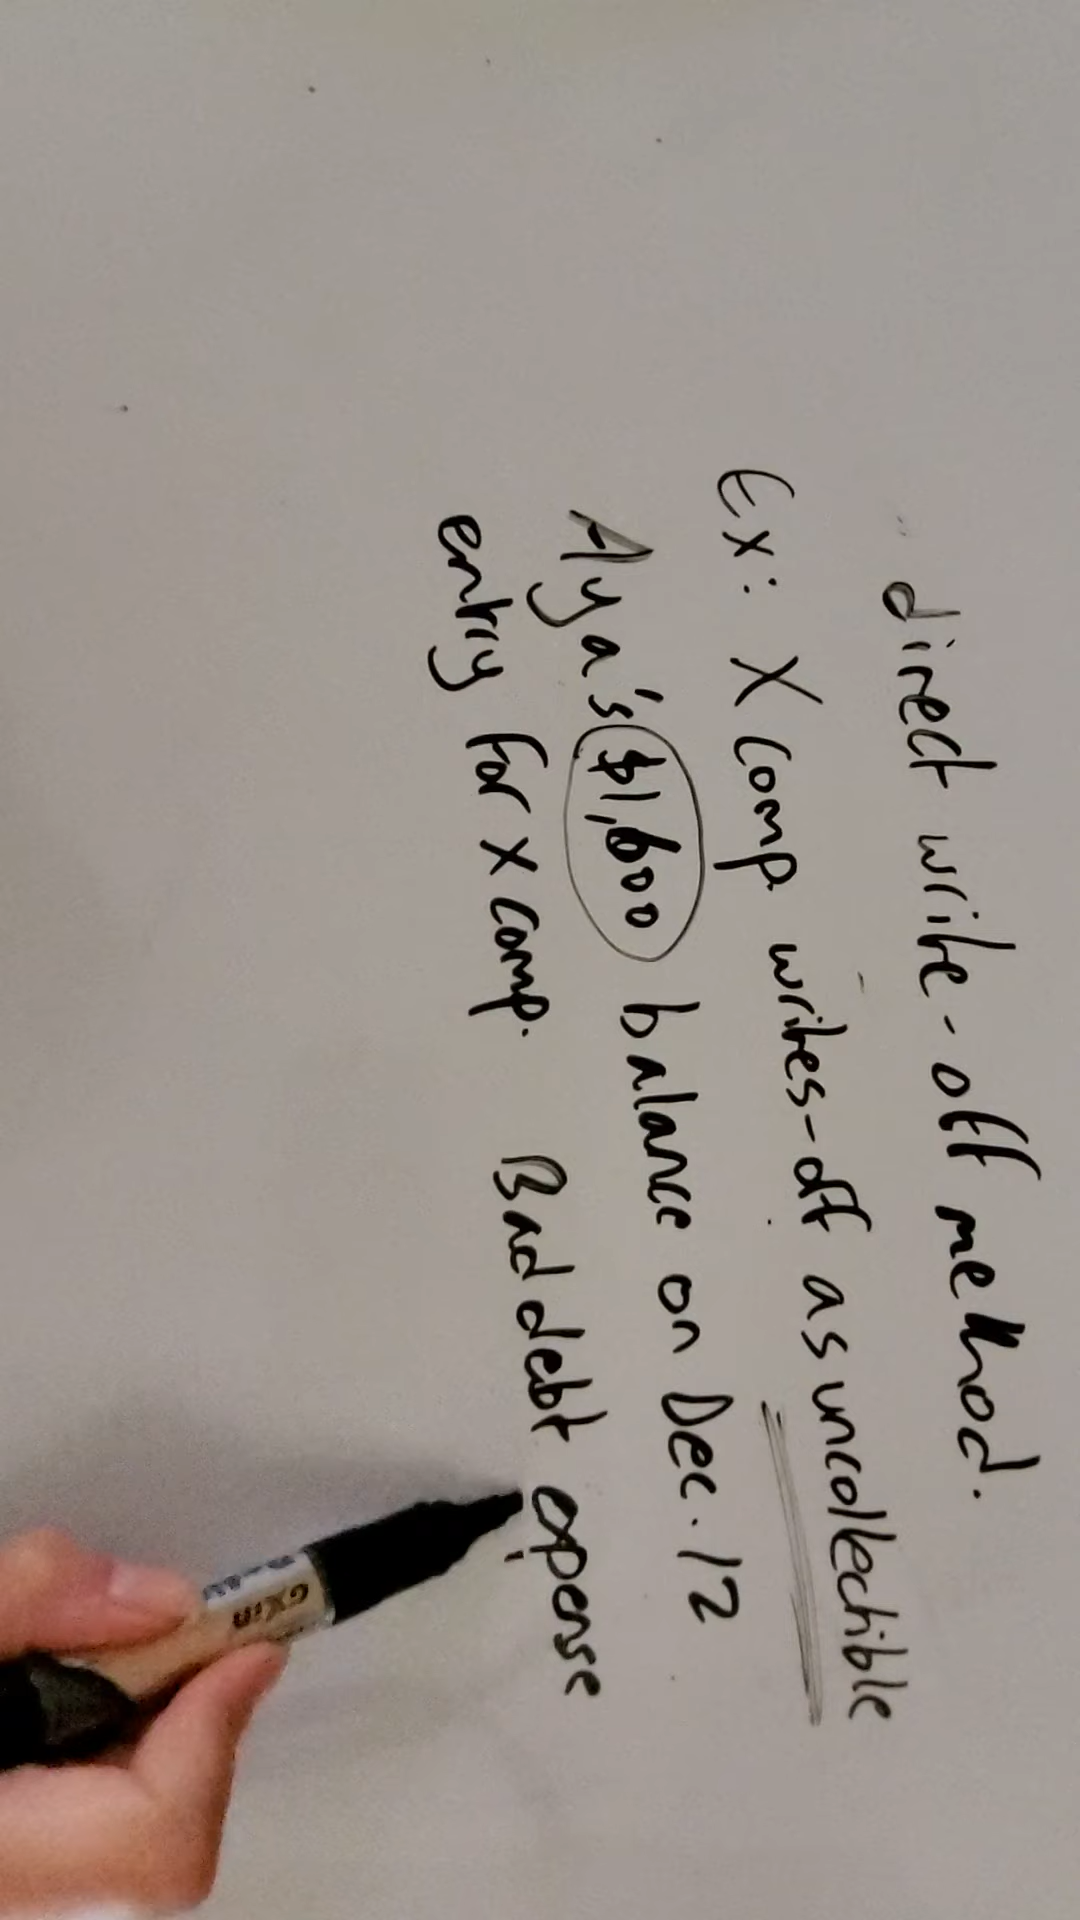 direct write-off method.
Ex: X comp writes-off as uncollectible
Aya's $1,600 balance on Dec. 12
entry for X comp. Bad debt expense